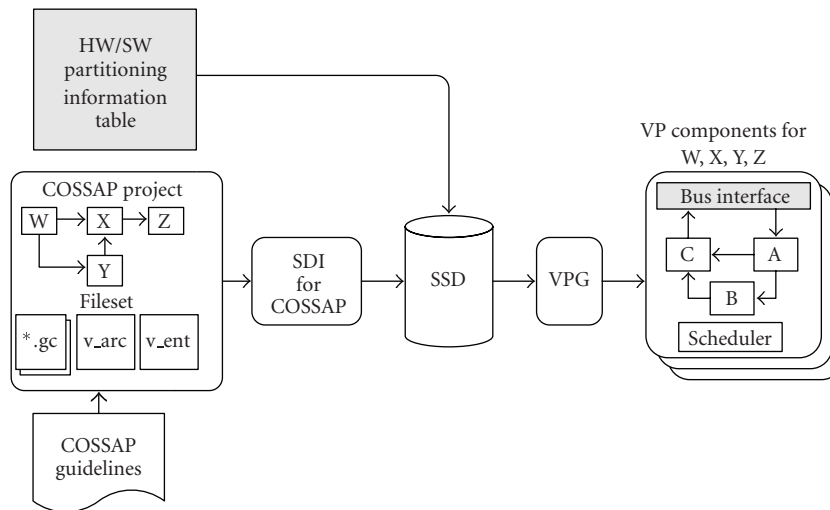 HW/SW
partitioning
information
table
VP components for
W, X, Y, Z
COSSAP project
W
X
Z
Y
Fileset
*.gc
v_arc
v_ent
SDI
for
COSSAP
SSD
VPG
Bus interface
C
A
B
Scheduler
COSSAP
guidelines